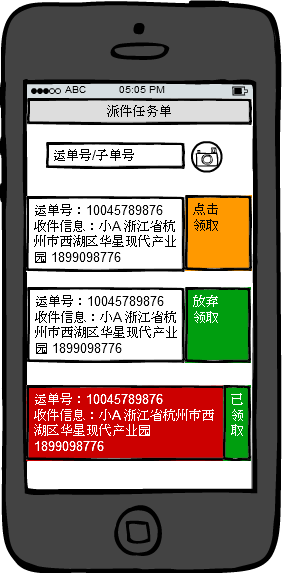 ABC 05:05 PM
派件任务单
运单号/子单号
运单号：10045789876
收件信息：小A 浙江省杭
州市西湖区华星现代产业
园 1899098776
点击
领取
运单号：10045789876
收件信息：小A 浙江省杭
州市西湖区华星现代产业
园 1899098776
放弃
领取
运单号：10045789876
收件信息：小A 浙江省杭州市西
湖区华星现代产业园
1899098776
已
领
取